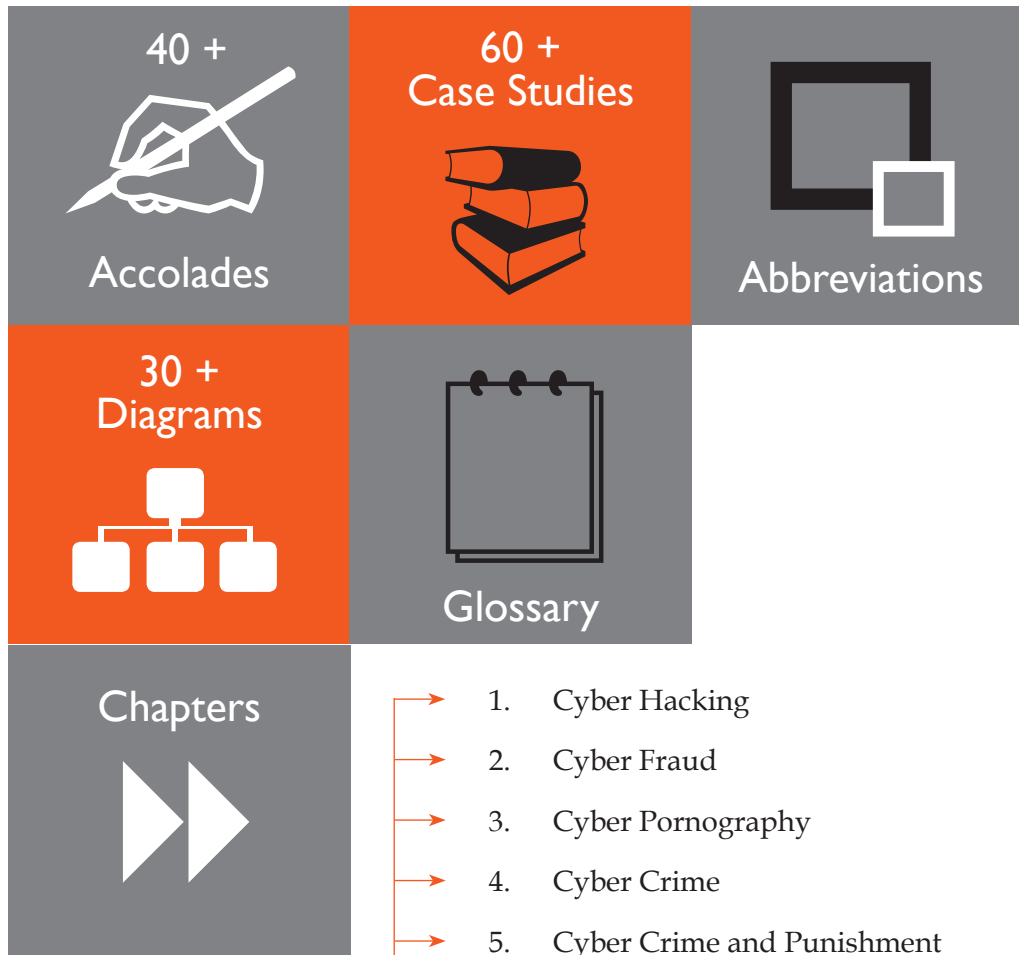 40 +
Accolades
60 +
Case Studies
Abbreviations
30 +
Diagrams
Glossary
Chapters
1. Cyber Hacking
2. Cyber Fraud
3. Cyber Pornography
4. Cyber Crime
5. Cyber Crime and Punishment